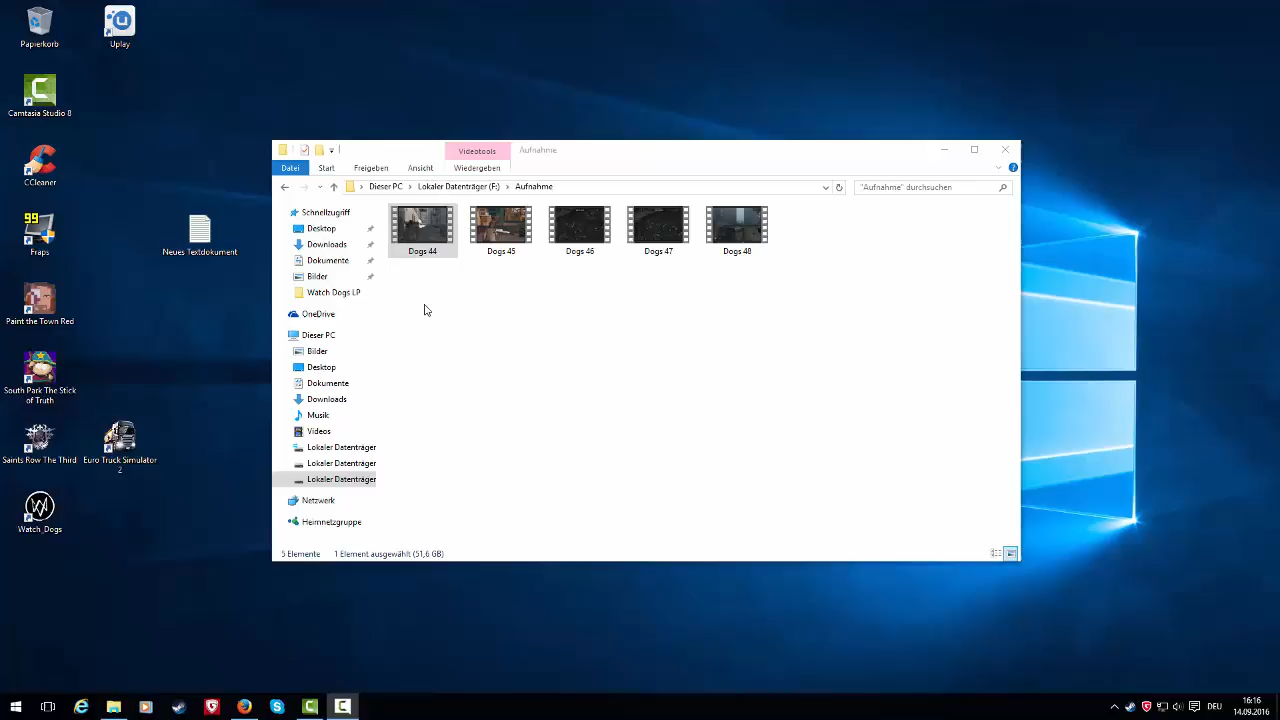 Papierkorb
Uplay
Camtasia Studio 8
CCleaner
99
Fraps
Neues Textdokument
Paint the Town Red
South Park The Stick
of Truth
Saints Row The Third
Euro Truck Simulator
2
Watch_Dogs
Videotools
Aufnahme
Datei
Start
Freigeben
Ansicht
Wiedergeben
Dieser PC > Lokaler Datenträger (F:) > Aufnahme
"Aufnahme" durchsuchen
Schnellzugriff
Desktop
Downloads
Dokumente
Bilder
Watch Dogs LP
OneDrive
Dieser PC
Bilder
Desktop
Dokumente
Downloads
Musik
Videos
Lokaler Datenträger
Lokaler Datenträger
Lokaler Datenträger
Netzwerk
Heimnetzgruppe
Dogs 44
Dogs 45
Dogs 46
Dogs 47
Dogs 48
5 Elemente
1 Element ausgewählt (51,6 GB)
DEU
16:16
14.09.2016